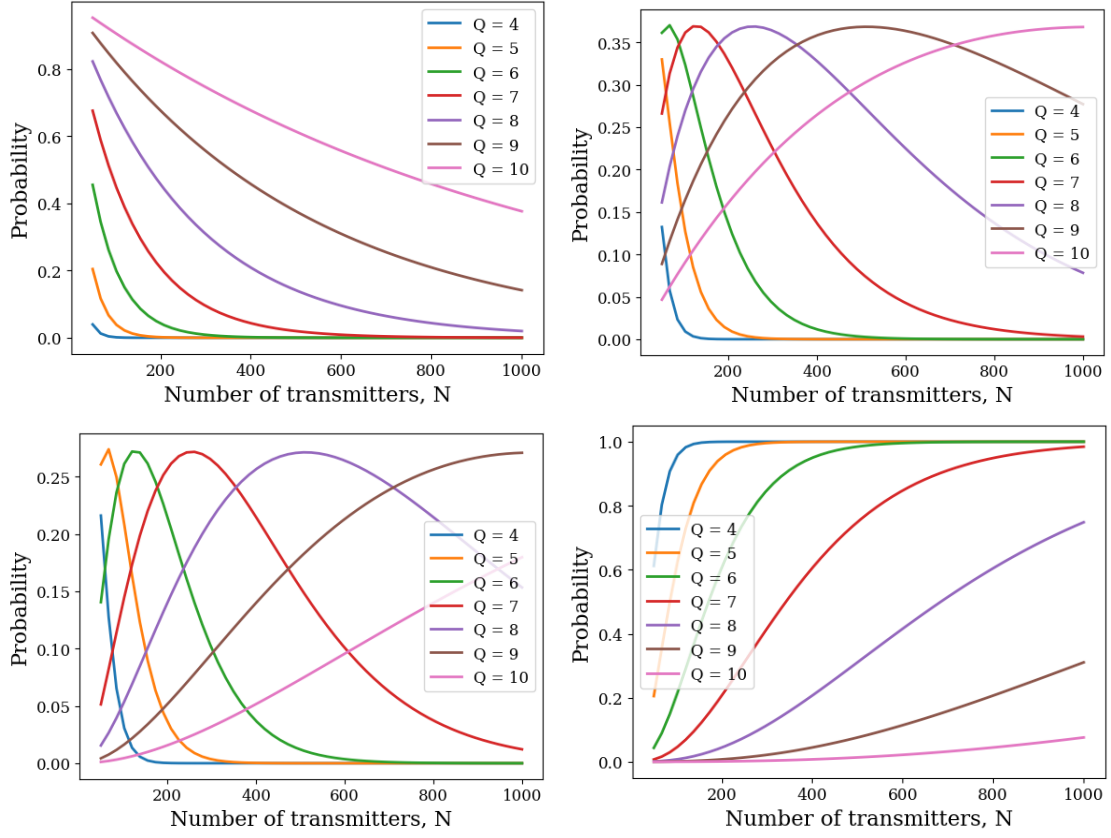 0.8
0.6
0.4
0.2
0.0
Probability
200 400 600 800 1000
Number of transmitters, N
Q = 4
Q = 5
Q = 6
Q = 7
Q = 8
Q = 9
Q = 10
0.35
0.30
0.25
0.20
0.15
0.10
0.05
0.00
Probability
200 400 600 800 1000
Number of transmitters, N
Q = 4
Q = 5
Q = 6
Q = 7
Q = 8
Q = 9
Q = 10
0.25
0.20
0.15
0.10
0.05
0.00
Probability
200 400 600 800 1000
Number of transmitters, N
Q = 4
Q = 5
Q = 6
Q = 7
Q = 8
Q = 9
Q = 10
1.0
0.8
0.6
0.4
0.2
0.0
Probability
200 400 600 800 1000
Number of transmitters, N
Q = 4
Q = 5
Q = 6
Q = 7
Q = 8
Q = 9
Q = 10